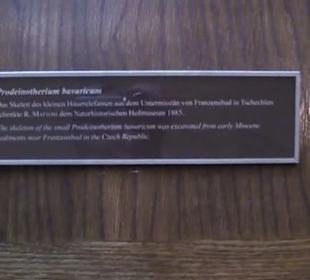 Prodeinotherium bavaricum
Das Skelett des kleinen Hauerelefanten aus dem Untermiozän von Franzensbad in Tschechien
schenkte R. MATTONI dem Naturhistorischen Hofmuseum 1885.
The skeleton of the small Prodeinotherium bavaricum was excavated from early Miocene
sediments near Franzensbad in the Czech Republic.